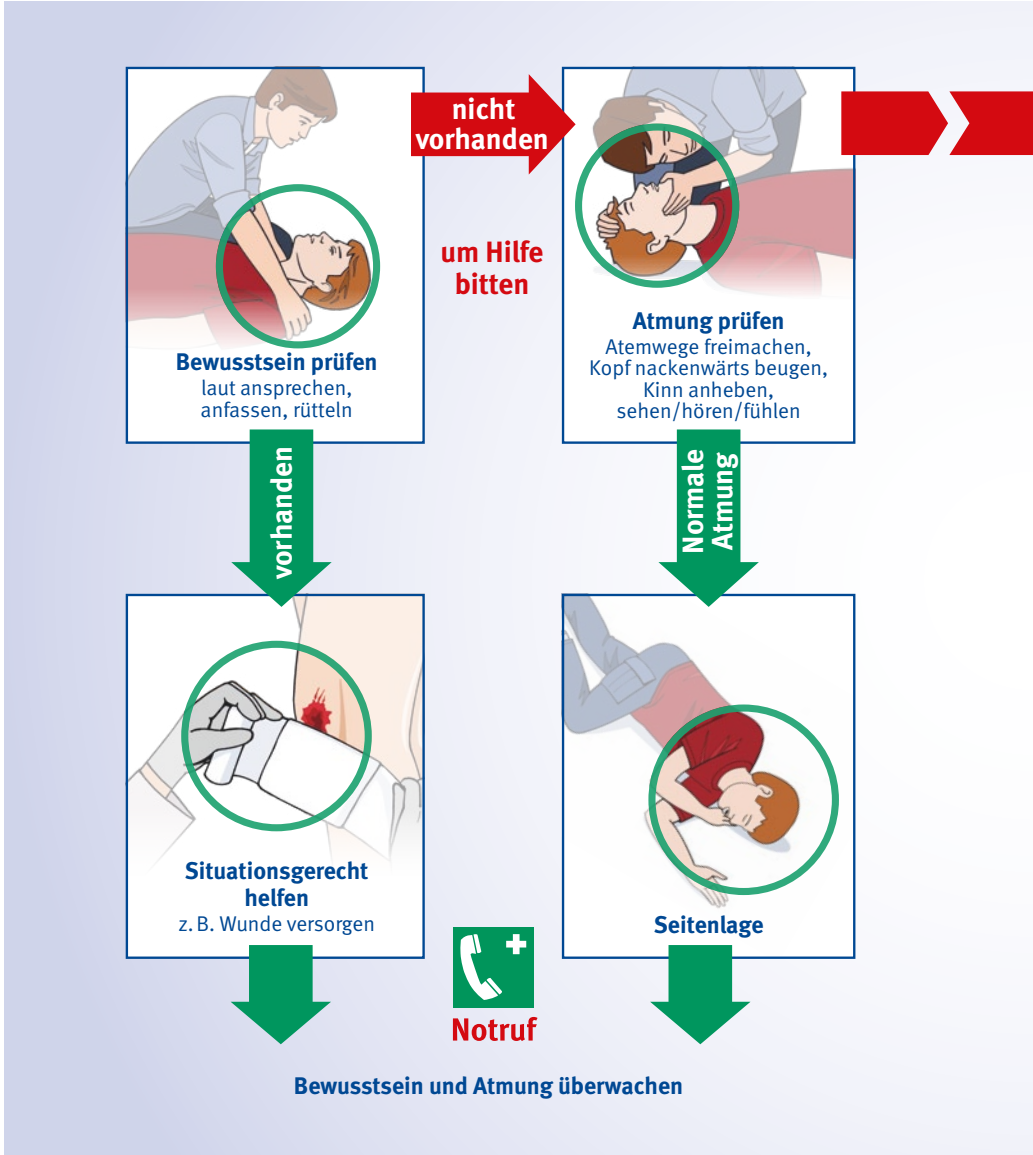 nicht
vorhanden
um Hilfe
bitten
Bewusstsein prüfen
laut ansprechen,
anfassen, rütteln
Atmung prüfen
Atemwege freimachen,
Kopf nackenwärts beugen,
Kinn anheben,
sehen/hören/fühlen
vorhanden
Normale
Atmung
Situationsgerecht
helfen
z. B. Wunde versorgen
Seitenlage
Notruf
Bewusstsein und Atmung überwachen